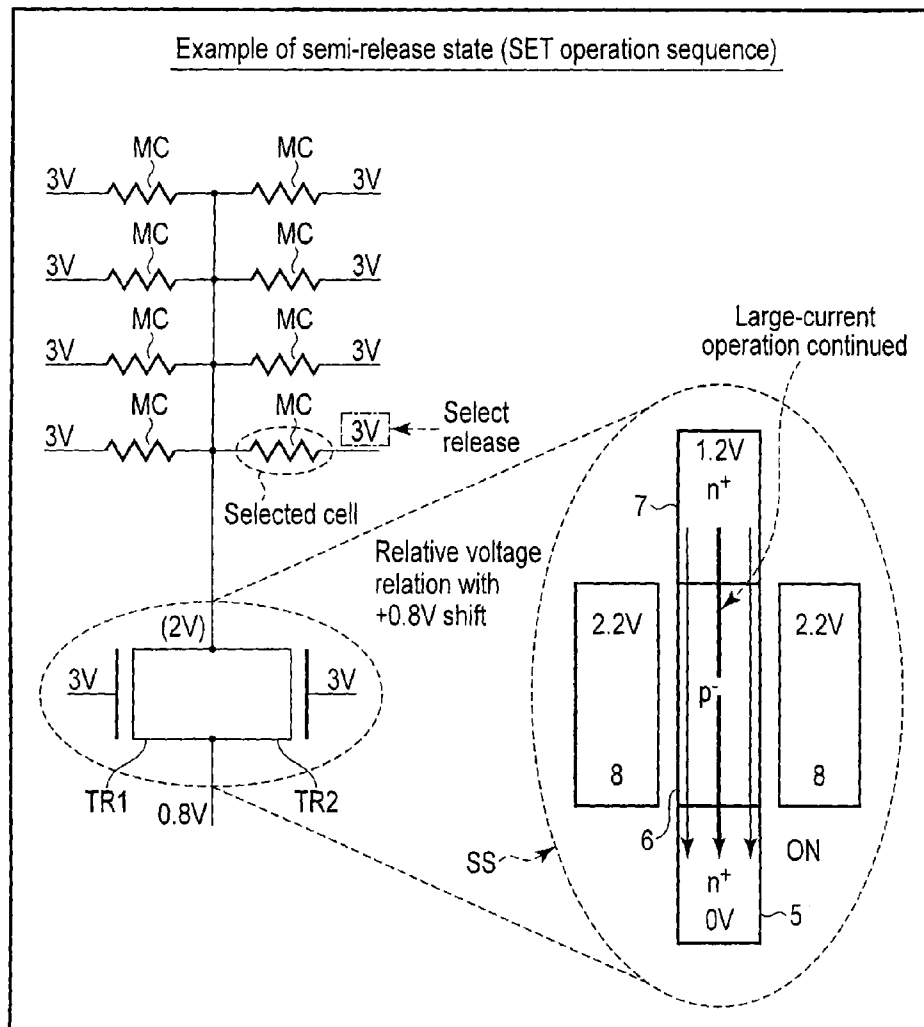 Example of semi-release state (SET operation sequence)
MC MC
3V 3V
MC MC
3V 3V
MC MC
3V 3V
MC MC
3V 3V
Select
release
Selected cell
Large-current
operation continued
Relative voltage
relation with
+0.8V shift
(2V)
3V 3V
TR1 TR2
0.8V
1.2V
n+
7
2.2V 2.2V
p-
8 8
6
SS
ON
n+
0V
5